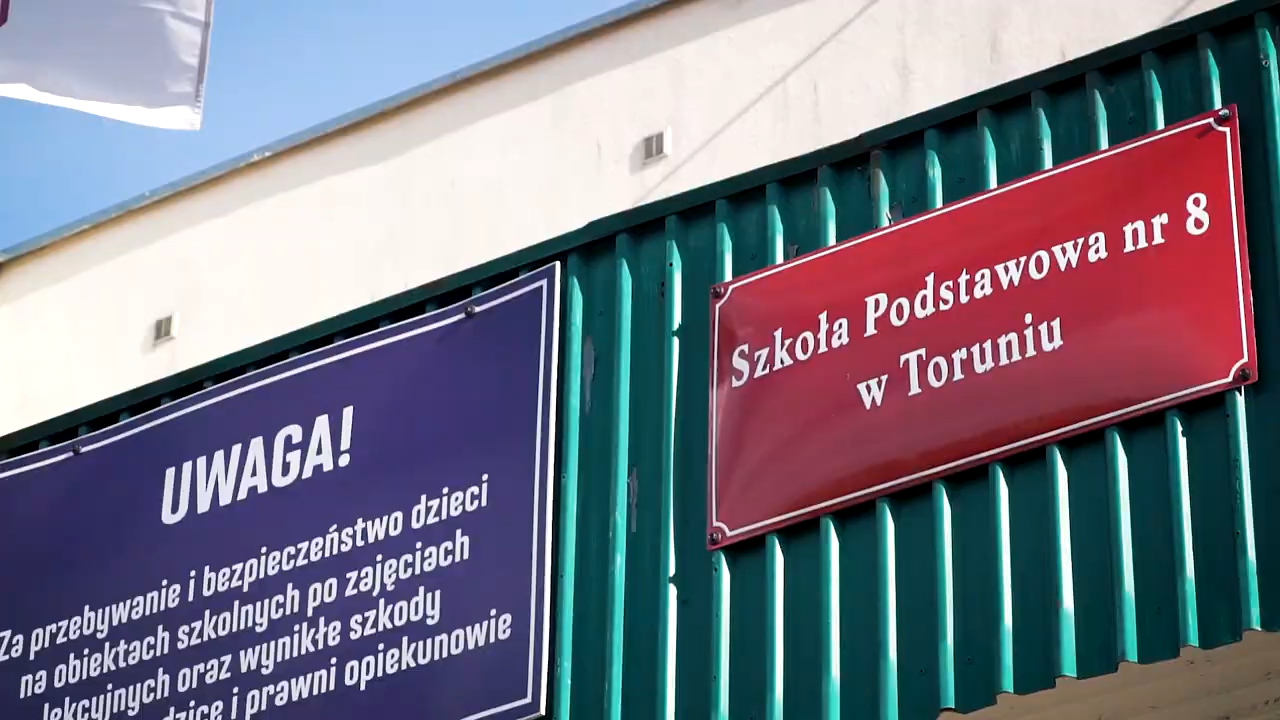 UWAGA!
Za przebywanie i bezpieczeństwo dzieci
na obiektach szkolnych po zajęciach
lekcyjnych oraz wynikłe szkody
i prawni opiekunowie
Szkoła Podstawowa nr 8
w Toruniu